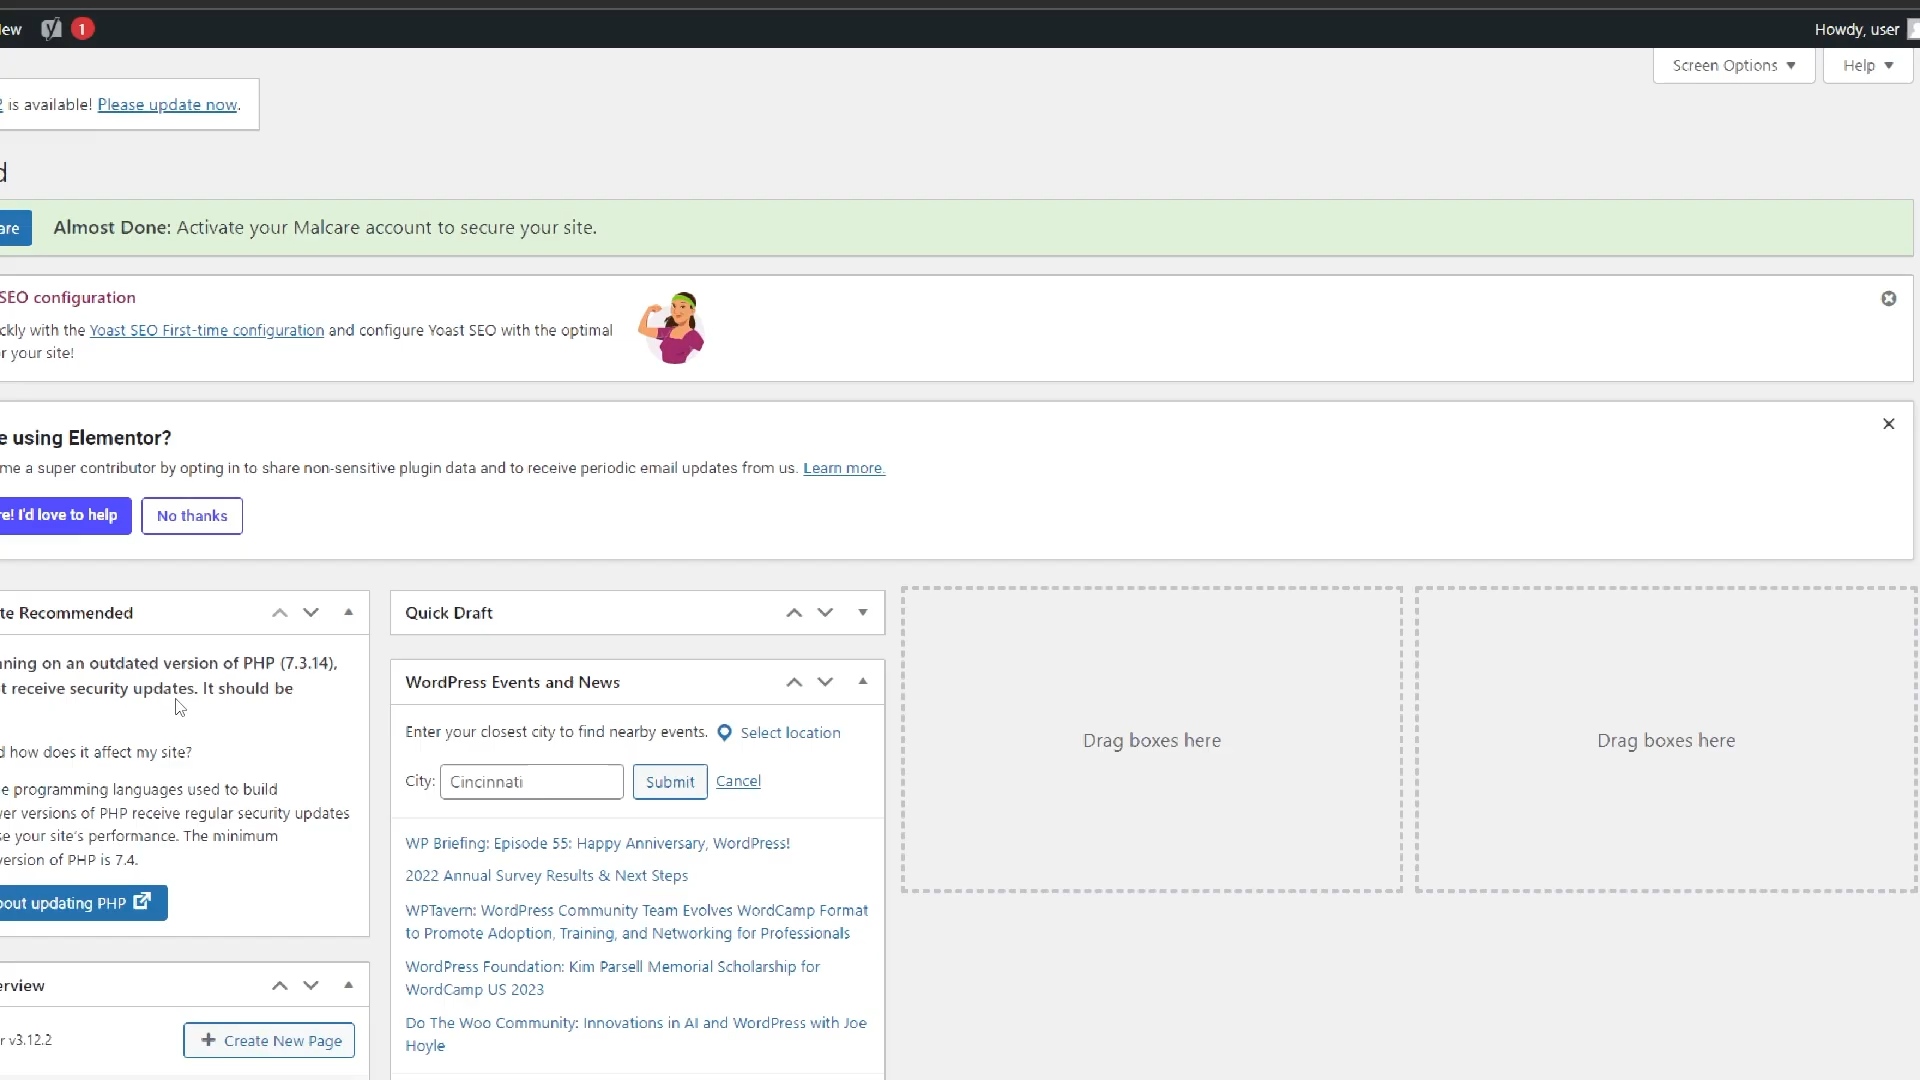 ew 1 Howdy, user
Screen Options Help
is available! Please update now.
d
are Almost Done: Activate your Malcare account to secure your site.
SEO configuration
ckly with the Yoast SEO First-time configuration and configure Yoast SEO with the optimal
r your site!
e using Elementor?
me a super contributor by opting in to share non-sensitive plugin data and to receive periodic email updates from us. Learn more.
e! I'd love to help No thanks
te Recommended
ning on an outdated version of PHP (7.3.14),
t receive security updates. It should be
d how does it affect my site?
e programming languages used to build
er versions of PHP receive regular security updates
se your site's performance. The minimum
ersion of PHP is 7.4.
bout updating PHP
erview
r v3.12.2 Create New Page
Quick Draft
WordPress Events and News
Enter your closest city to find nearby events. Select location
City: Cincinnati Submit Cancel
WP Briefing: Episode 55: Happy Anniversary, WordPress!
2022 Annual Survey Results & Next Steps
WPTavern: WordPress Community Team Evolves WordCamp Format
to Promote Adoption, Training, and Networking for Professionals
WordPress Foundation: Kim Parsell Memorial Scholarship for
WordCamp US 2023
Do The Woo Community: Innovations in AI and WordPress with Joe
Hoyle
Drag boxes here
Drag boxes here